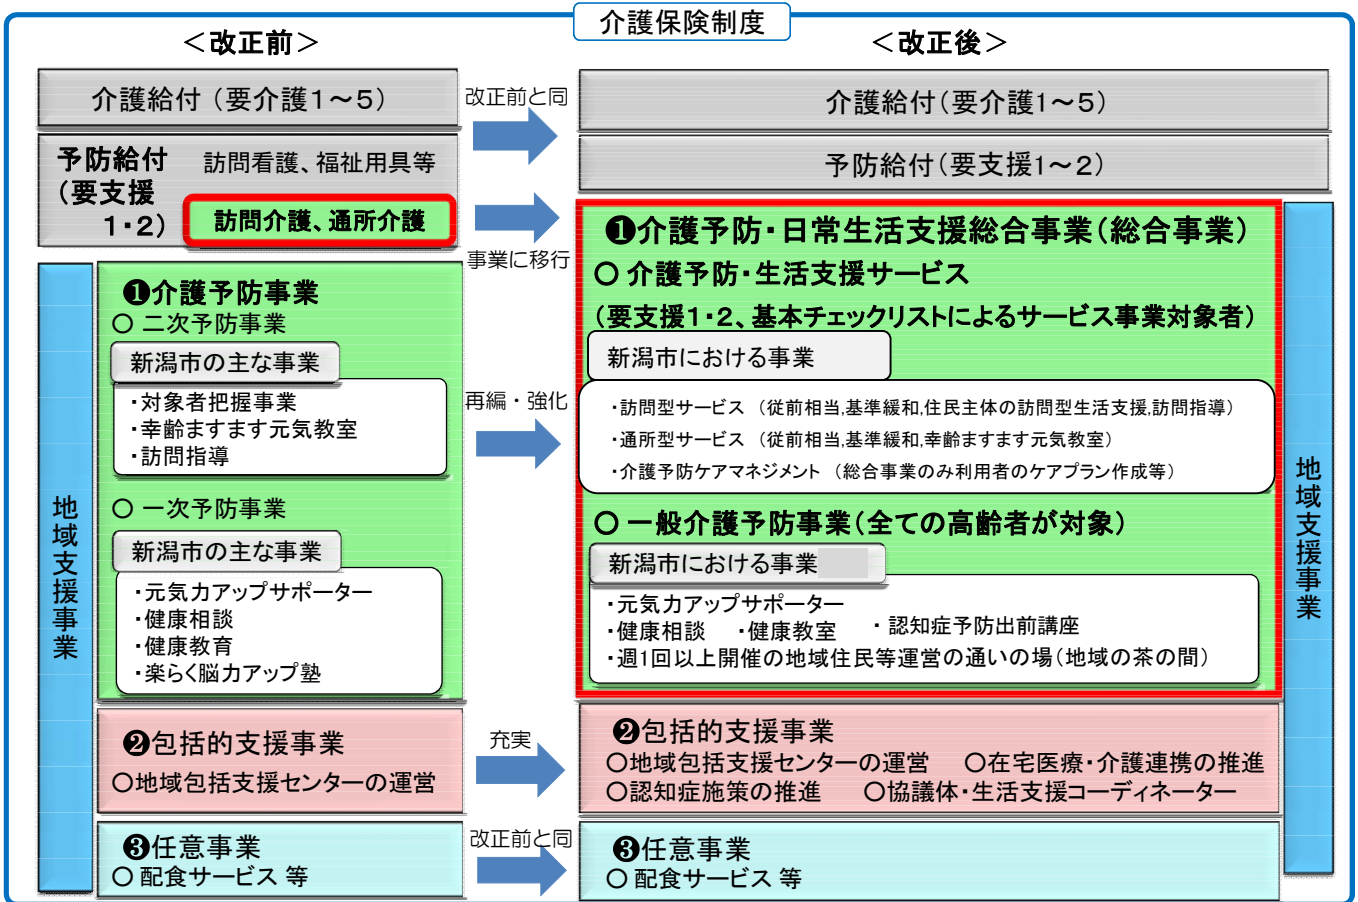 介護保険制度
＜改正前＞
介護給付（要介護1～5）
予防給付
（要支援
1・2）
訪問看護、福祉用具等
訪問介護、通所介護
地域支援事業
❶介護予防事業
○ 二次予防事業
新潟市の主な事業
・対象者把握事業
・幸齢ますます元気教室
・訪問指導
○ 一次予防事業
新潟市の主な事業
・元気力アップサポーター
・健康相談
・健康教育
・楽らく脳力アップ塾
❷包括的支援事業
○地域包括支援センターの運営
❸任意事業
○ 配食サービス 等
改正前と同
事業に移行
再編・強化
充実
改正前と同
＜改正後＞
介護給付（要介護1～5）
予防給付（要支援1～2）
❶介護予防・日常生活支援総合事業（総合事業）
○ 介護予防・生活支援サービス
（要支援1・2、基本チェックリストによるサービス事業対象者）
新潟市における事業
・訪問型サービス （従前相当,基準緩和,住民主体の訪問型生活支援,訪問指導）
・通所型サービス （従前相当,基準緩和,幸齢ますます元気教室）
・介護予防ケアマネジメント （総合事業のみ利用者のケアプラン作成等）
○ 一般介護予防事業（全ての高齢者が対象）
新潟市における事業
・元気力アップサポーター
・健康相談 ・健康教室 ・認知症予防出前講座
・週1回以上開催の地域住民等運営の通いの場（地域の茶の間）
❷包括的支援事業
○地域包括支援センターの運営 ○在宅医療・介護連携の推進
○認知症施策の推進 ○協議体・生活支援コーディネーター
❸任意事業
○ 配食サービス 等
地域支援事業